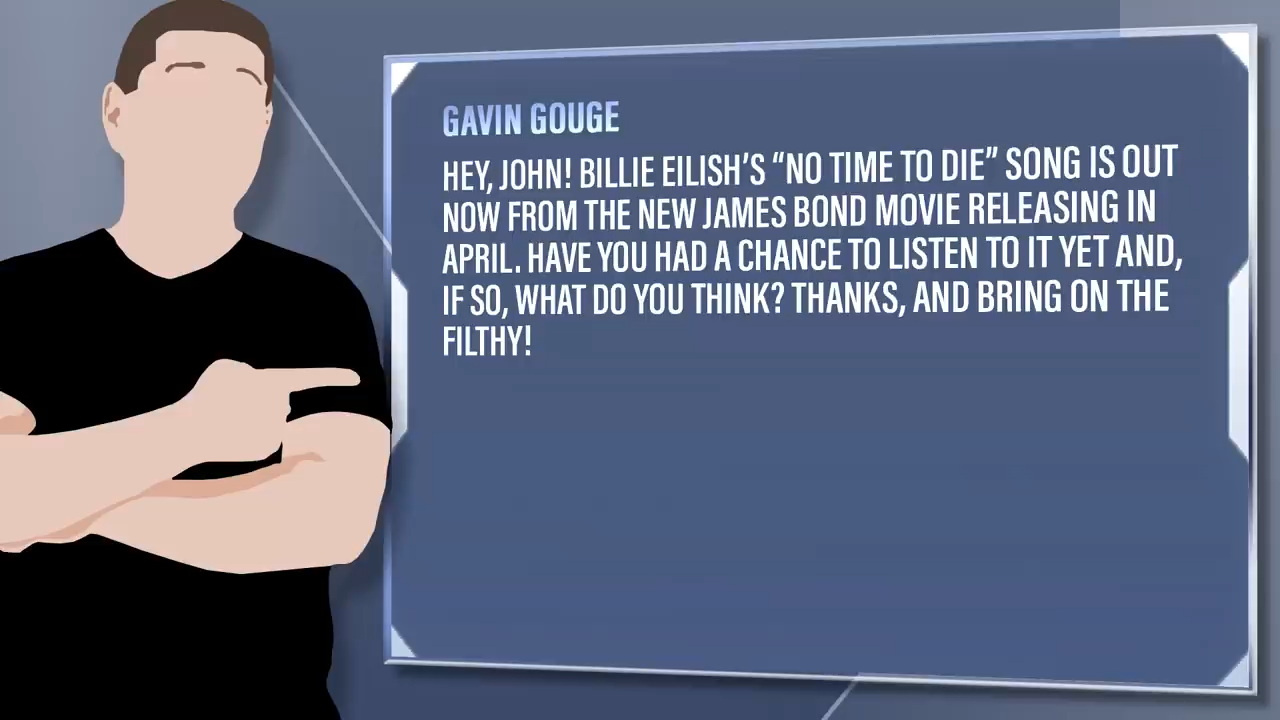 GAVIN GOUGE
HEY, JOHN! BILLIE EILISH’S “NO TIME TO DIE” SONG IS OUT
NOW FROM THE NEW JAMES BOND MOVIE RELEASING IN
APRIL. HAVE YOU HAD A CHANCE TO LISTEN TO IT YET AND,
IF SO, WHAT DO YOU THINK? THANKS, AND BRING ON THE
FILTHY!